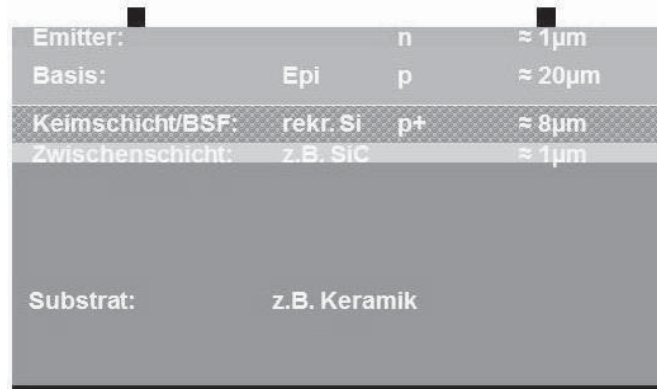 Emitter: n ≈ 1µm
Basis: Epi p ≈ 20µm
Keimschicht/BSF: rekr. Si p+ ≈ 8µm
Zwischenschicht: z.B. SiC ≈ 1µm
Substrat: z.B. Keramik